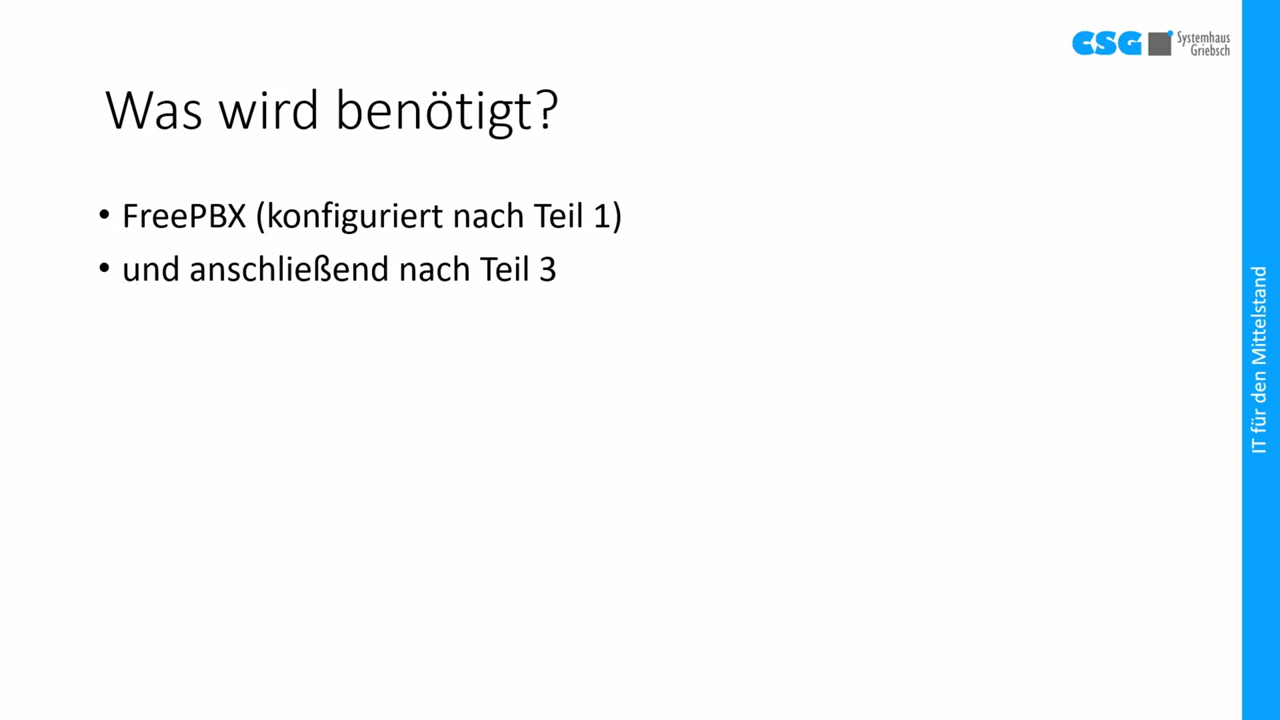 CSG Systemhaus
Griebsch
Was wird benötigt?
• FreePBX (konfiguriert nach Teil 1)
• und anschließend nach Teil 3
IT für den Mittelstand